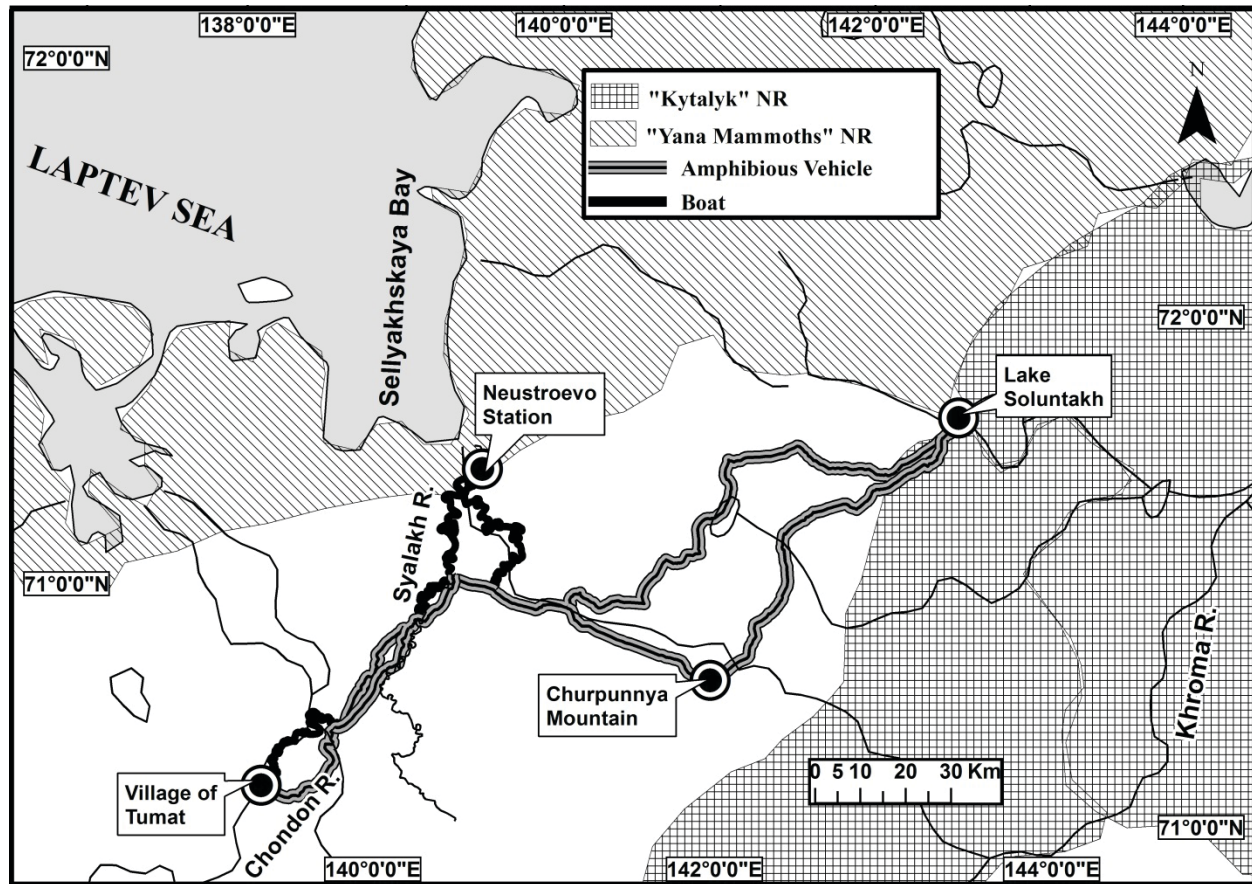 138°0'0"E
140°0'0"E
142°0'0"E
144°0'0"E
72°0'0"N
N
"Kytalyk" NR
"Yana Mammoths" NR
Amphibious Vehicle
Boat
LAPTEV SEA
Sellyakhskaya Bay
72°0'0"N
Neustroevo
Station
Lake
Soluntakh
Syalakh R.
71°0'0"N
Khroma R.
Churpunnya
Mountain
0 5 10 20 30 Km
Village of
Tumat
Chondon R.
71°0'0"N
140°0'0"E
142°0'0"E
144°0'0"E